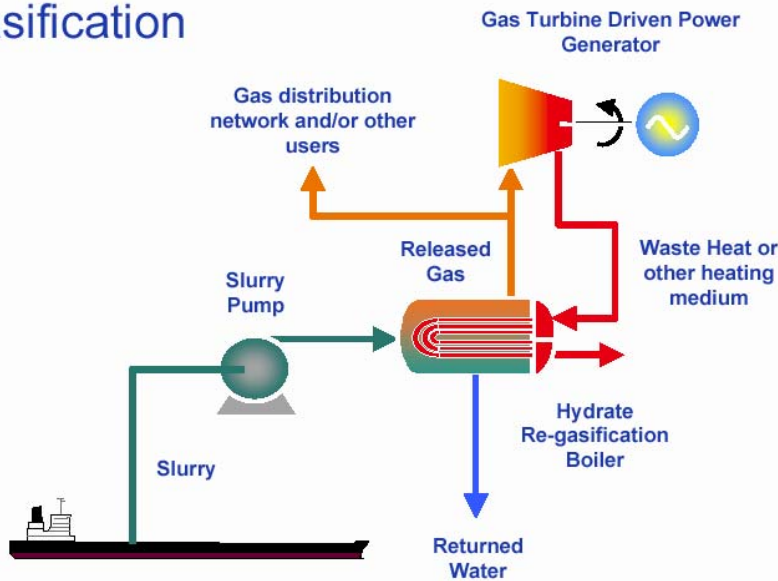 sification
Gas Turbine Driven Power
Generator
Gas distribution
network and/or other
users
Released
Gas
Waste Heat or
other heating
medium
Slurry
Pump
Hydrate
Re-gasification
Boiler
Slurry
Returned
Water